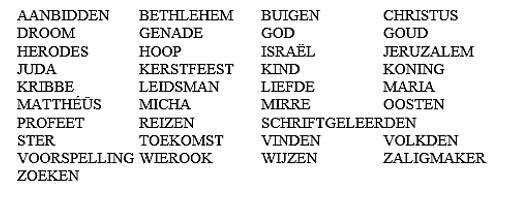 AANBIDDEN BETHLEHEM BUIGEN CHRISTUS
DROOM GENADE GOD GOUD
HERODES HOOP ISRAËL JERUZALEM
JUDA KERSTFEEST KIND KONING
KRIBBE LEIDSMAN LIEFDE MARIA
MATTHÉÜS MICHA MIRRE OOSTEN
PROFEET REIZEN SCHRIFTGELEERDEN
STER TOEKOMST VINDEN VOLKDEN
VOORSPELLING WIEROOK WIJZEN ZALIGMAKER
ZOEKEN